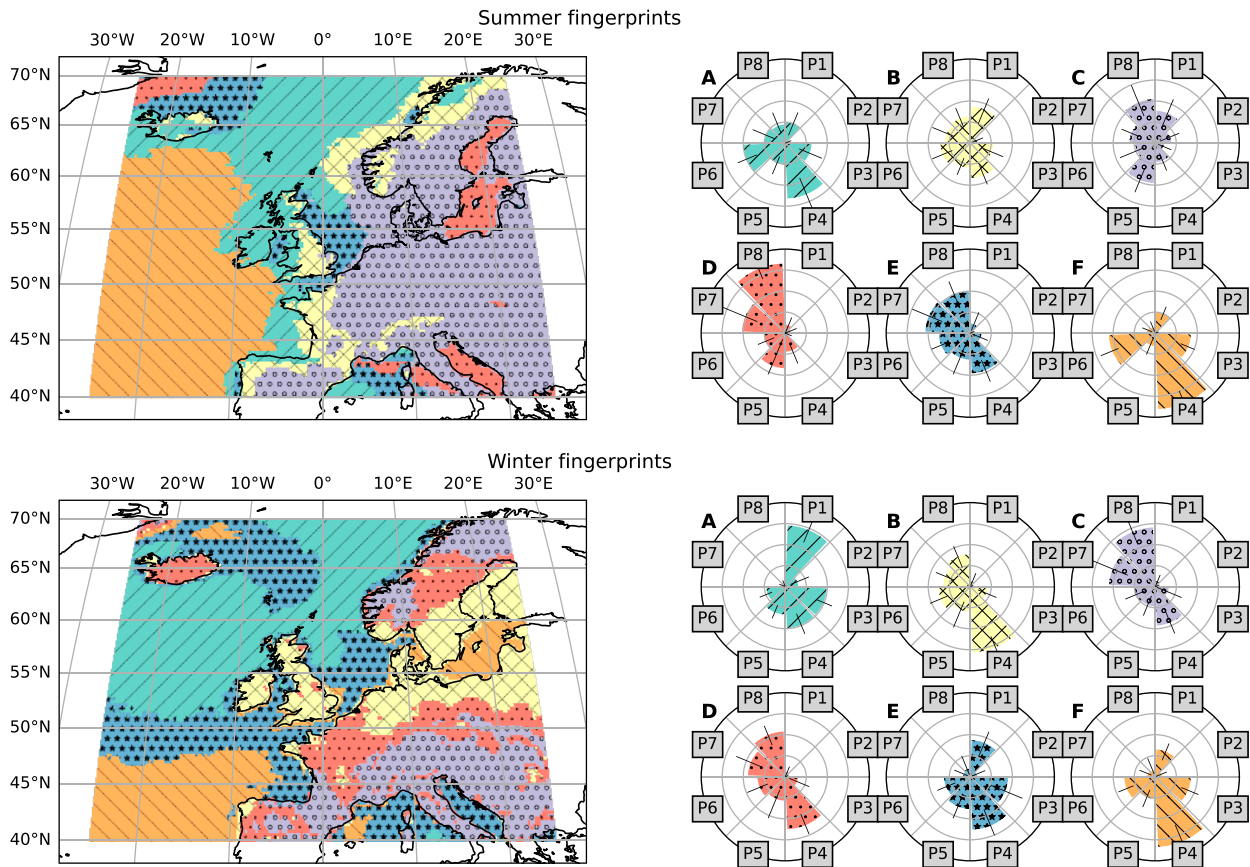 Summer fingerprints
30°W 20°W 10°W 0° 10°E 20°E 30°E
70°N
65°N
60°N
55°N
50°N
45°N
40°N
A P8 P1 P2 P3 P4 P5 P6 P7
B P8 P1 P2 P3 P4 P5 P6 P7
C P8 P1 P2 P3 P4 P5 P6 P7
D P8 P1 P2 P3 P4 P5 P6 P7
E P8 P1 P2 P3 P4 P5 P6 P7
F P8 P1 P2 P3 P4 P5 P6 P7
Winter fingerprints
30°W 20°W 10°W 0° 10°E 20°E 30°E
70°N
65°N
60°N
55°N
50°N
45°N
40°N
A P8 P1 P2 P3 P4 P5 P6 P7
B P8 P1 P2 P3 P4 P5 P6 P7
C P8 P1 P2 P3 P4 P5 P6 P7
D P8 P1 P2 P3 P4 P5 P6 P7
E P8 P1 P2 P3 P4 P5 P6 P7
F P8 P1 P2 P3 P4 P5 P6 P7